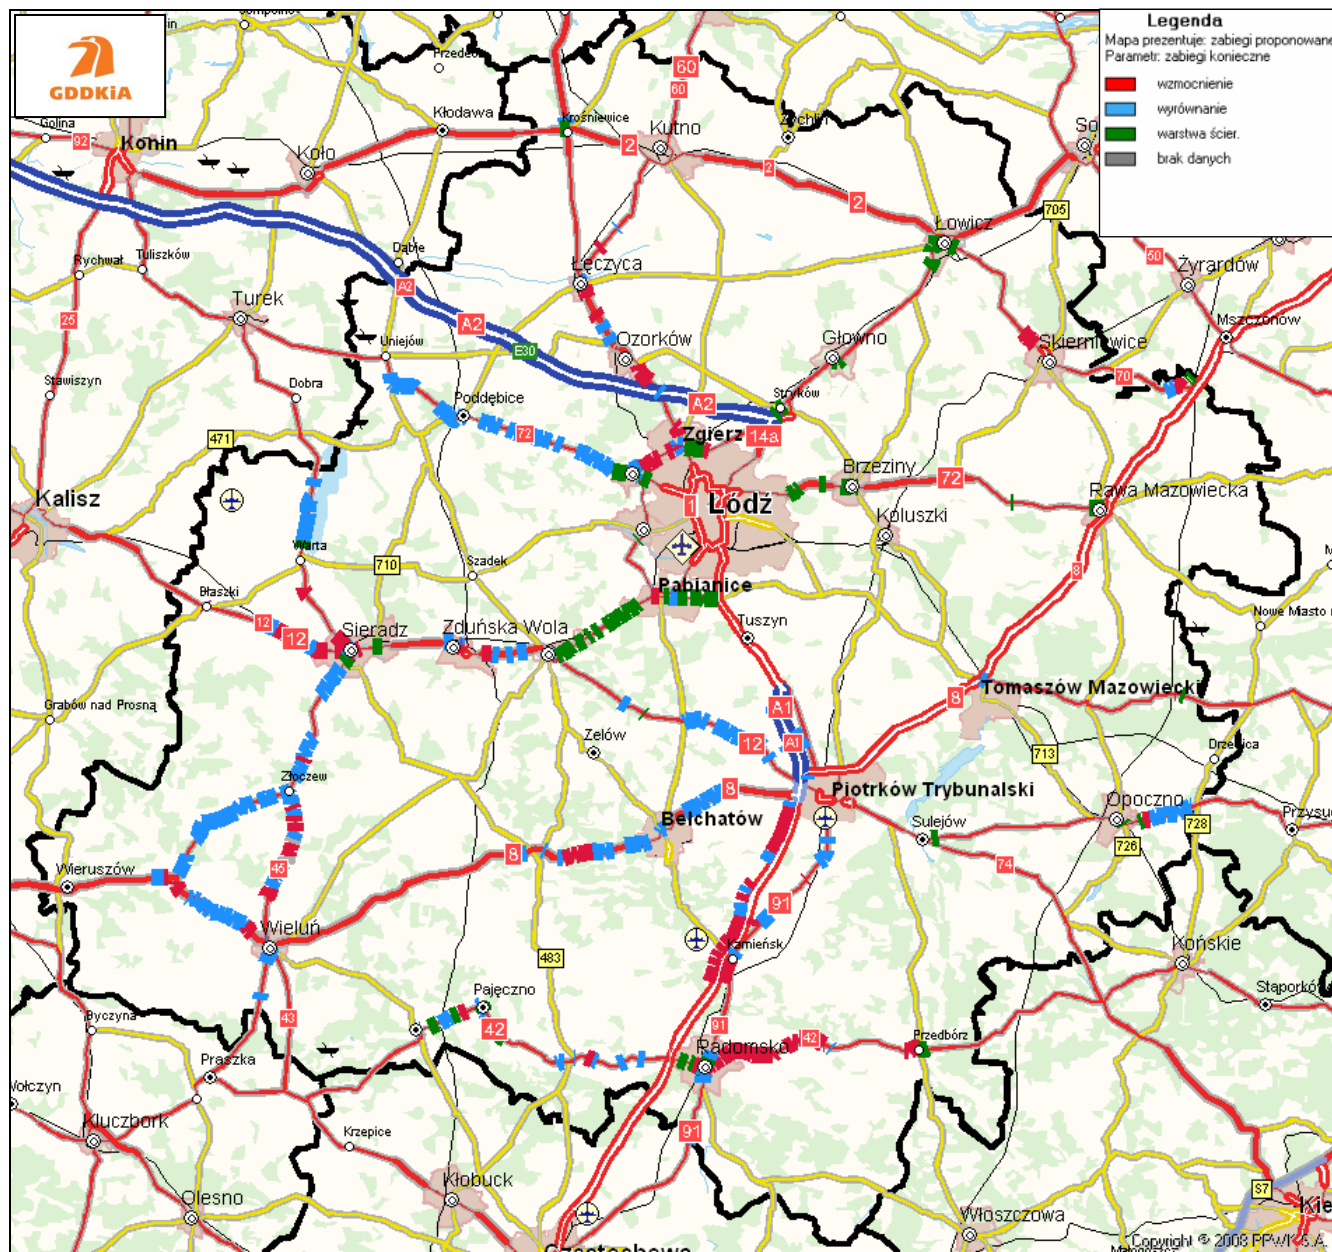 GDDKiA
Legenda
Mapa prezentuje: zabiegi proponowane
Parametr: zabiegi konieczne
wzmocnienie
wyrównanie
warstwa ścier.
brak danych
Przedecz
60
60
Golina
92
Konin
Kłodawa
Krośniewice
Kutno
2
Żychlin
2
2
Koło
Łowicz
705
50
Żyrardów
Rychwał
Tuliszków
Dąbie
A2
Łęczyca
Turek
25
A2
E30
Uniejów
Ozorków
Głowno
Mszczonów
Skierniewice
70
Stawiszyn
Dobra
Poddębice
A2
Stryków
471
72
Zgierz
14a
Brzeziny
72
Rawa Mazowiecka
Kalisz
1
Łódź
Koluszki
Warta
710
Szadek
8
Błaszki
Pabianice
Nowe Miasto
12
12
Sieradz
Zduńska Wola
Tuszyn
Grabów nad Prosną
Tomaszów Mazowiecki
8
A1
A1
12
Zelów
713
Drzewica
Złoczew
8
Piotrków Trybunalski
Bełchatów
Sulejów
Opoczno
728
726
74
Wieruszów
8
45
91
Wieluń
Kamieńsk
Końskie
483
Pajęczno
43
42
91
Byczyna
Praszka
Radomsko
42
Przedbórz
Kluczbork
Krzepice
91
Olesno
Kłobuck
S7
Włoszczowa
Częstochowa
Copyright © 2008 PPWK S.A.